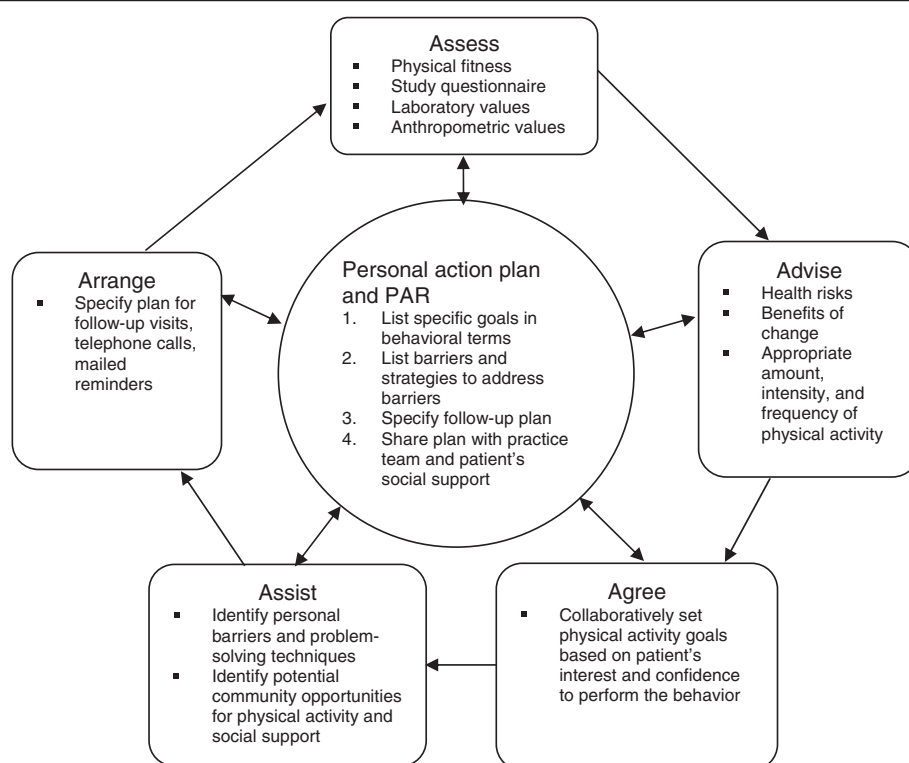 Assess
▪ Physical fitness
▪ Study questionnaire
▪ Laboratory values
▪ Anthropometric values
Arrange
▪ Specify plan for
follow-up visits,
telephone calls,
mailed
reminders
Personal action plan
and PAR
1. List specific goals in
behavioral terms
2. List barriers and
strategies to address
barriers
3. Specify follow-up plan
4. Share plan with practice
team and patient's
social support
Advise
▪ Health risks
▪ Benefits of
change
▪ Appropriate
amount,
intensity, and
frequency of
physical activity
Assist
▪ Identify personal
barriers and problem-
solving techniques
▪ Identify potential
community opportunities
for physical activity and
social support
Agree
▪ Collaboratively set
physical activity goals
based on patient's
interest and confidence
to perform the behavior